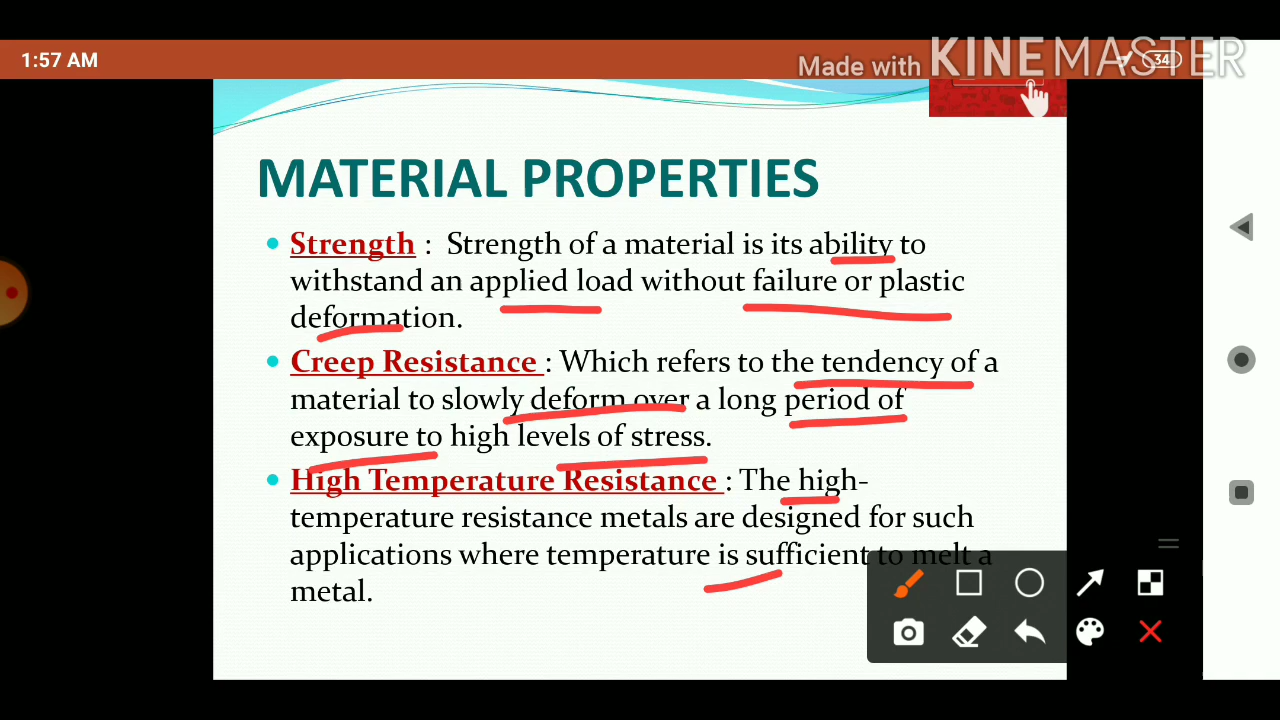 1:57 AM
Made with KINEMASTER
34
MATERIAL PROPERTIES
Strength : Strength of a material is its ability to
withstand an applied load without failure or plastic
deformation.
Creep Resistance : Which refers to the tendency of a
material to slowly deform over a long period of
exposure to high levels of stress.
High Temperature Resistance : The high-
temperature resistance metals are designed for such
applications where temperature is sufficient to melt a
metal.